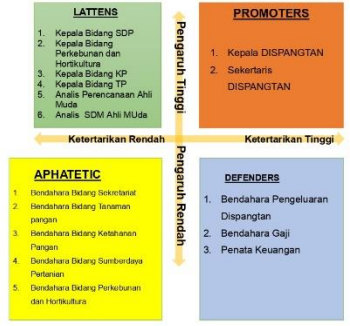 LATTENS
1. Kepala Bidang SDP
2. Kepala Bidang
Perkebunan dan
Hortikultura
3. Kepala Bidang KP
4. Kepala Bidang TP
5. Analis Perencanaan Ahli
Muda
6. Analis SDM Ahli MUda
PROMOTERS
1. Kepala DISPANGTAN
2. Sekertaris
DISPANGTAN
Pengaruh Tinggi
Ketertarikan Rendah
Ketertarikan Tinggi
Pengaruh Rendah
APHATETIC
1. Bendahara Bidang Sekretariat
2. Bendahara Bidang Tanaman
pangan
3. Bendahara Bidang Ketahanan
Pangan
4. Bendahara Bidang Sumberdaya
Pertanian
5. Bendahara Bidang Perkebunan
dan Hortikultura
DEFENDERS
1. Bendahara Pengeluaran
Dispangtan
2. Bendahara Gaji
3. Penata Keuangan